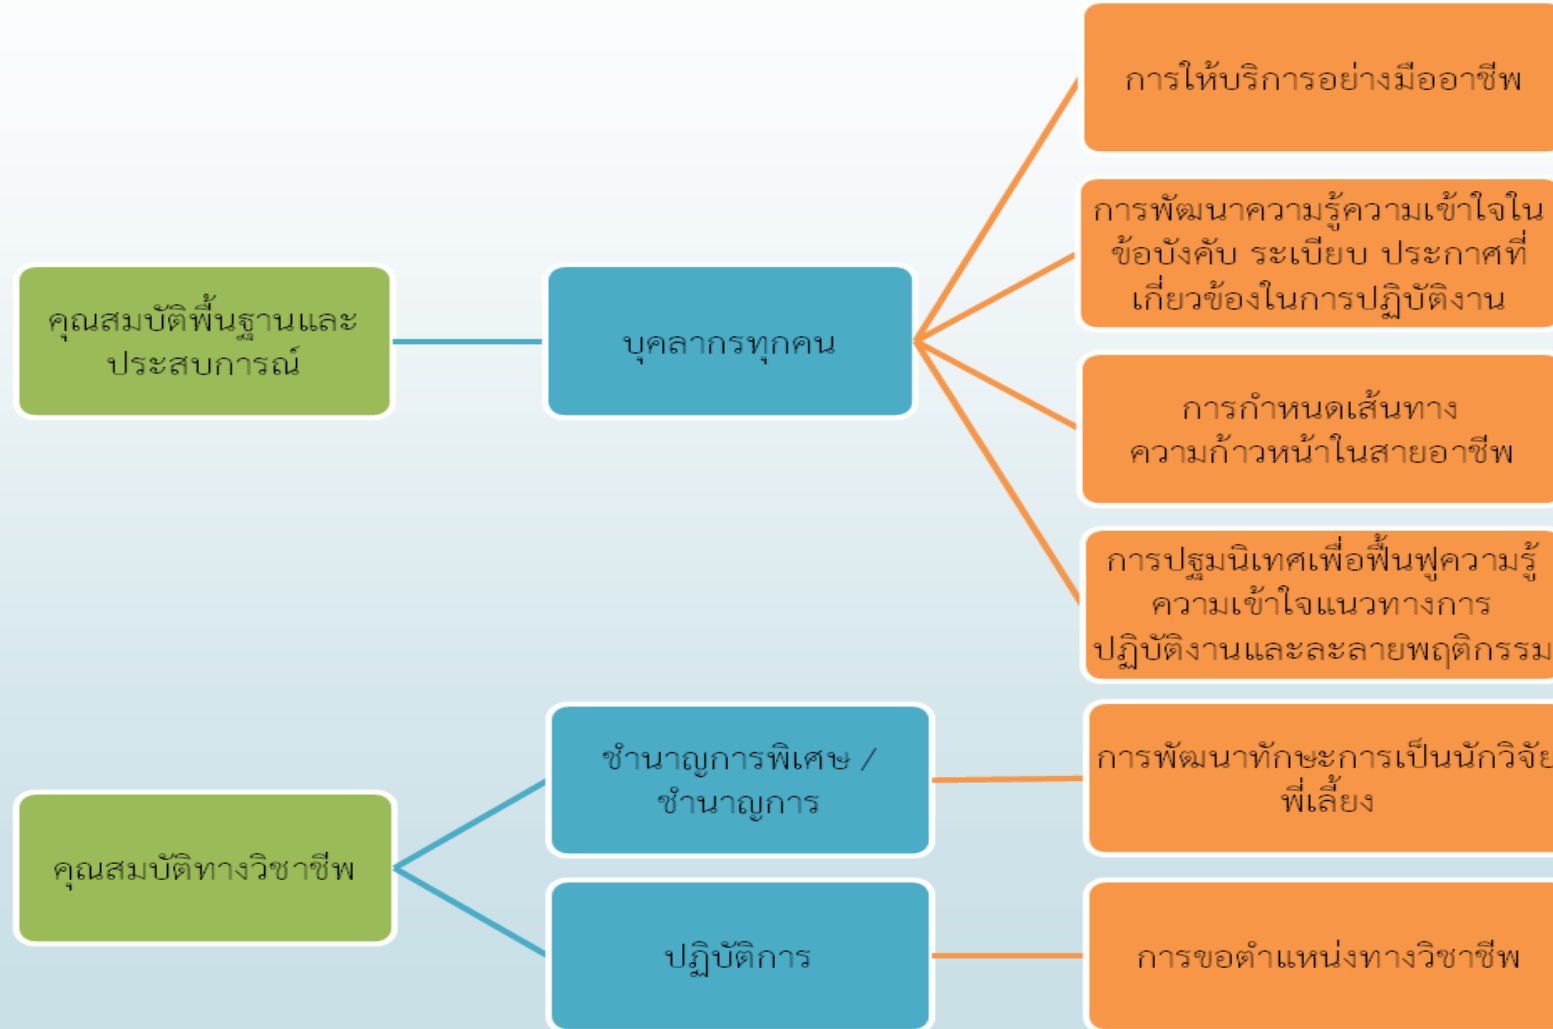 คุณสมบัติพื้นฐานและ
ประสบการณ์
บุคลากรทุกคน
การให้บริการอย่างมืออาชีพ
การพัฒนาความรู้ความเข้าใจใน
ข้อบังคับ ระเบียบ ประกาศที่
เกี่ยวข้องในการปฏิบัติงาน
การกำหนดเส้นทาง
ความก้าวหน้าในสายอาชีพ
การปฐมนิเทศเพื่อฟื้นฟูความรู้
ความเข้าใจแนวทางการ
ปฏิบัติงานและละลายพฤติกรรม
คุณสมบัติทางวิชาชีพ
ชำนาญการพิเศษ /
ชำนาญการ
การพัฒนาทักษะการเป็นนักวิจัย
พี่เลี้ยง
ปฏิบัติการ
การขอตำแหน่งทางวิชาชีพ